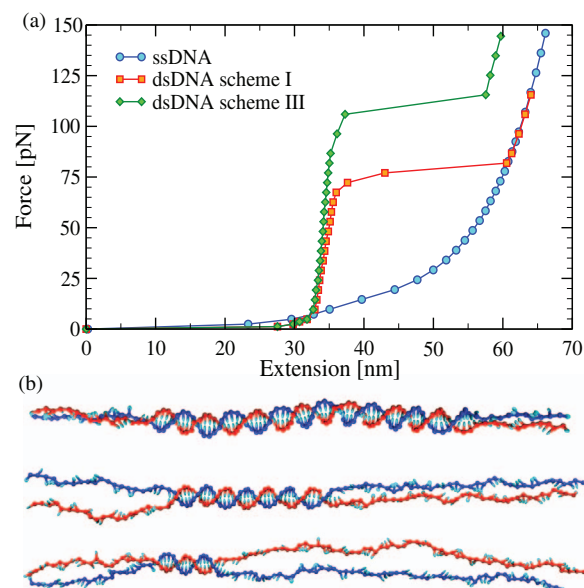 (a)
150
125
100
75
50
25
0
Force [pN]
ssDNA
dsDNA scheme I
dsDNA scheme III
0 10 20 30 40 50 60 70
Extension [nm]
(b)